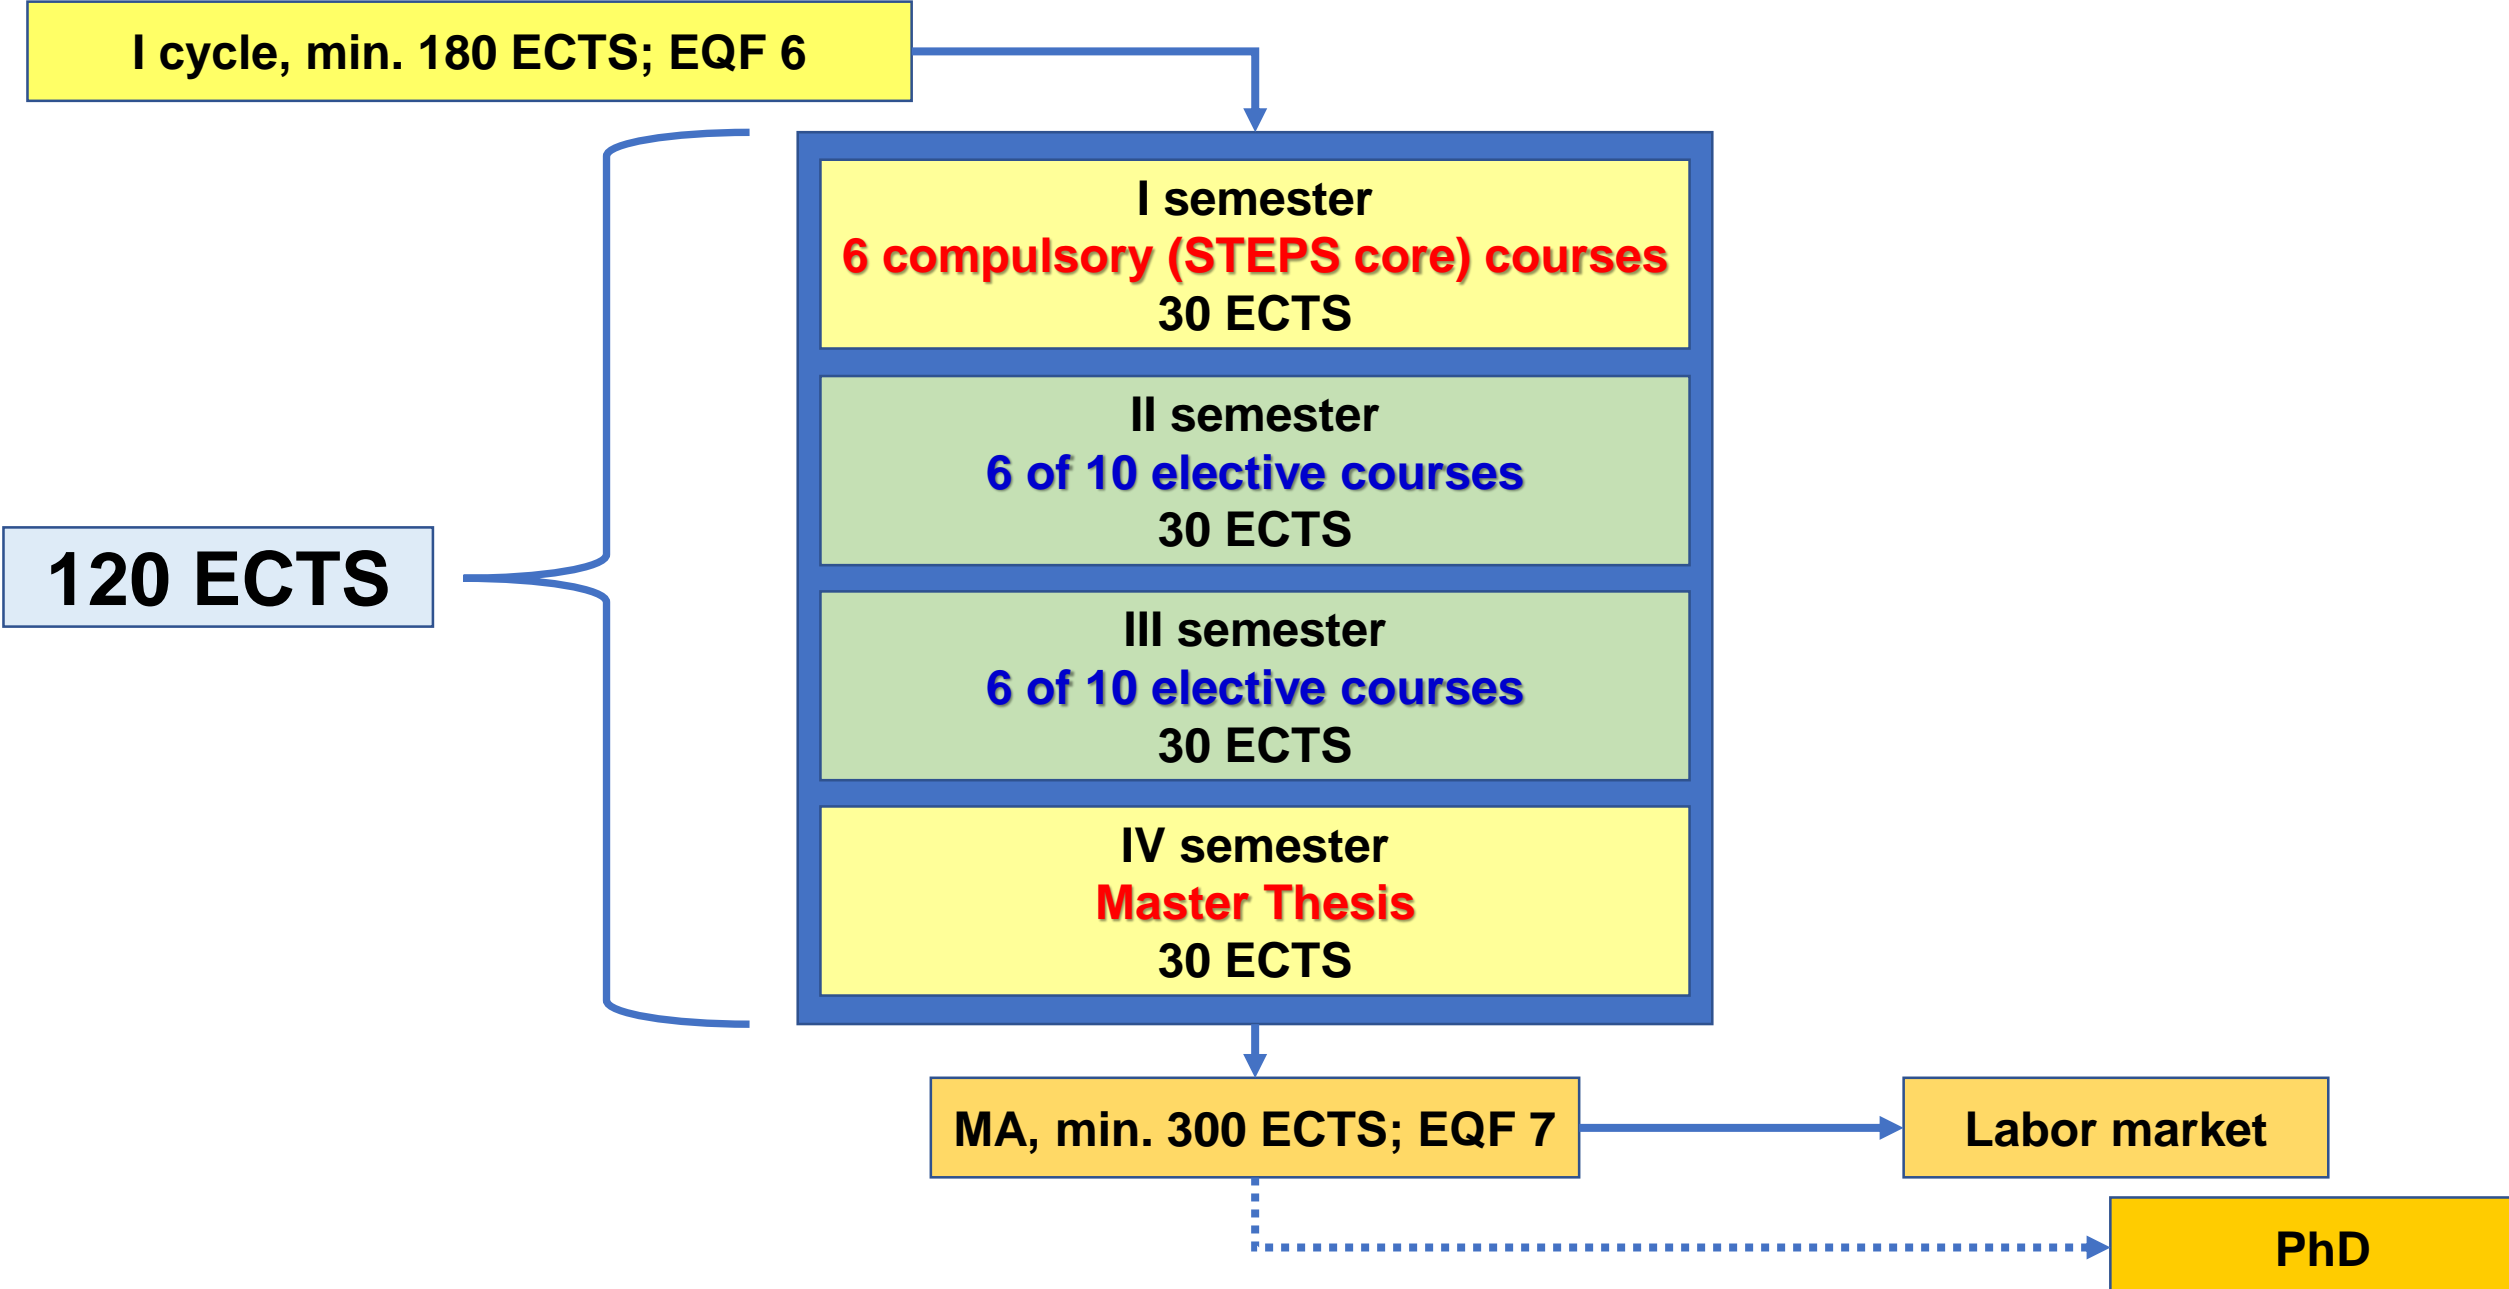 I cycle, min. 180 ECTS; EQF 6
I semester
6 compulsory (STEPS core) courses
30 ECTS
II semester
6 of 10 elective courses
30 ECTS
120 ECTS
III semester
6 of 10 elective courses
30 ECTS
IV semester
Master Thesis
30 ECTS
MA, min. 300 ECTS; EQF 7
Labor market
PhD